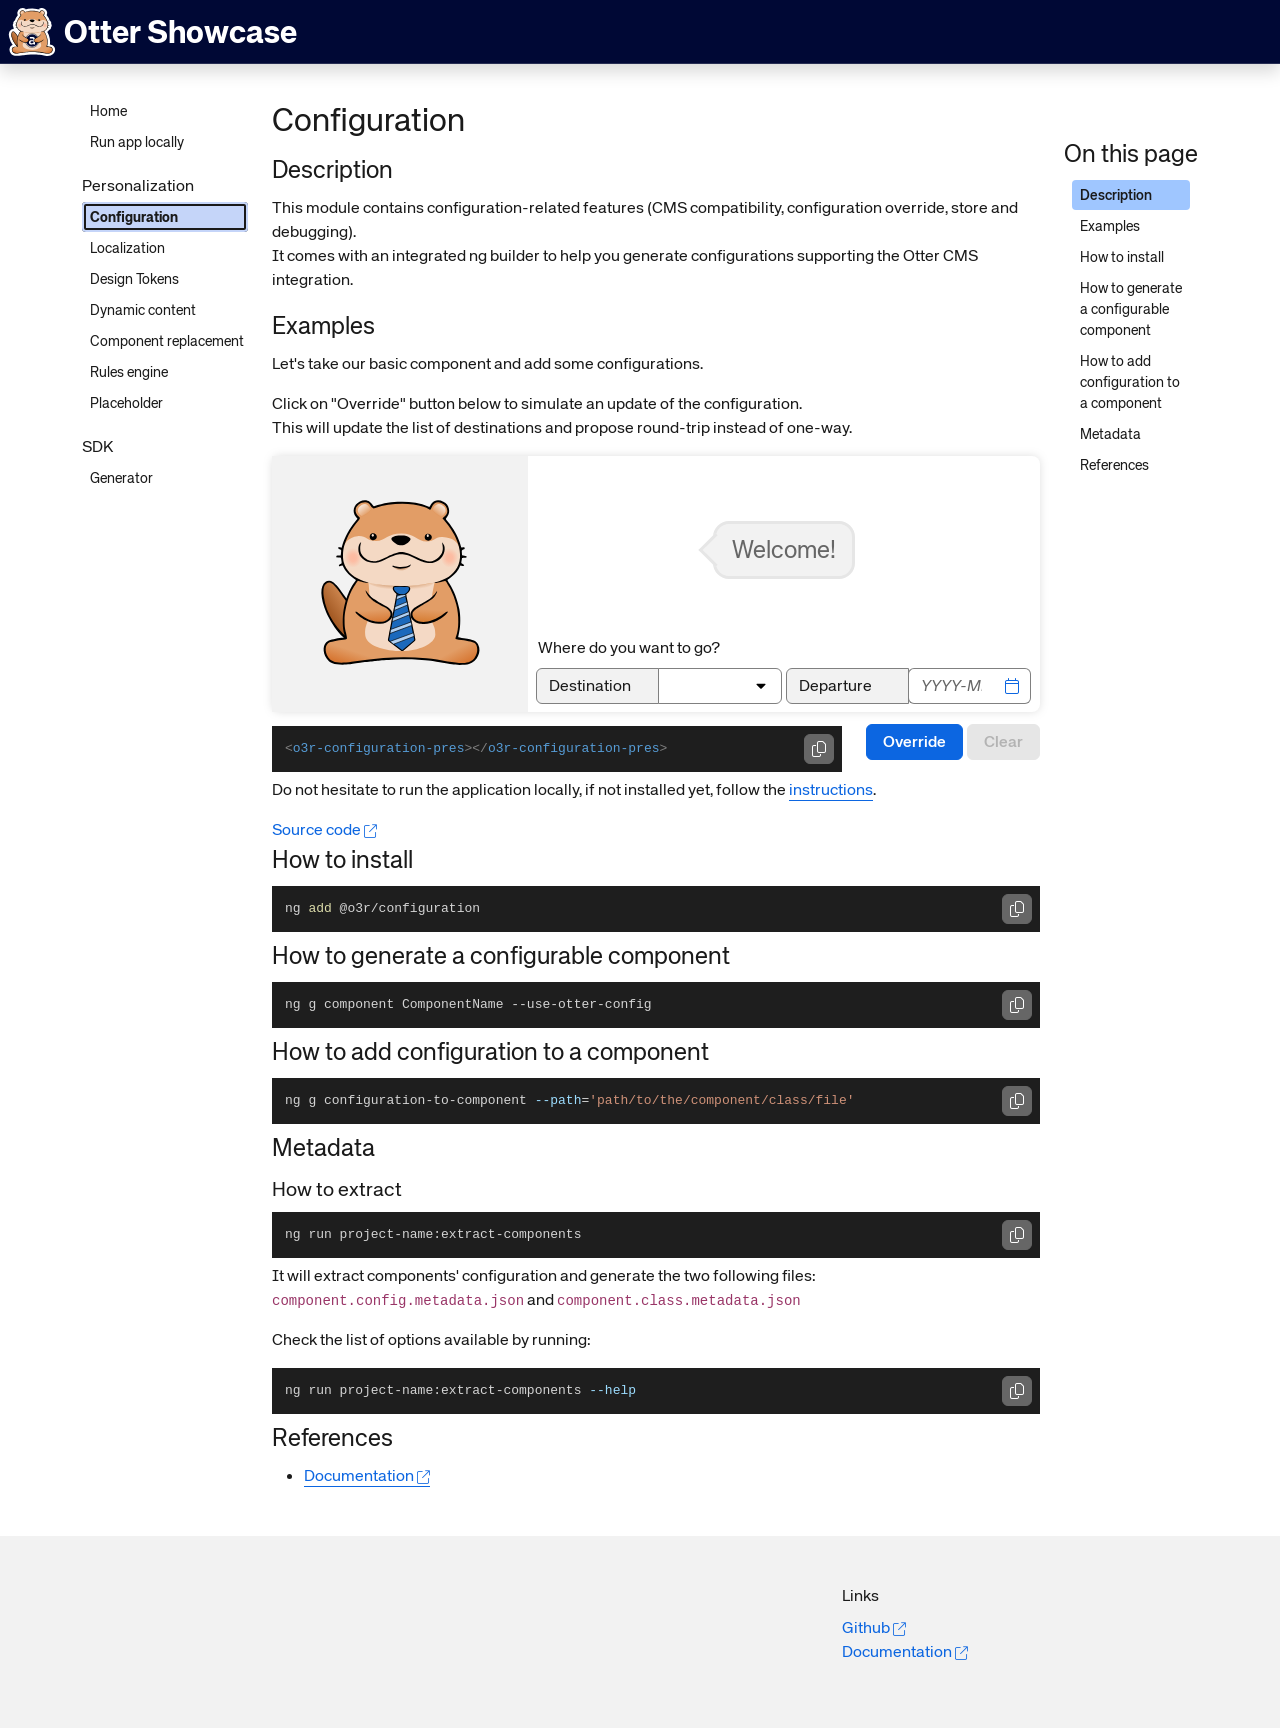 Otter Showcase
Home
Run app locally
Personalization
Configuration
Localization
Design Tokens
Dynamic content
Component replacement
Rules engine
Placeholder
SDK
Generator
Configuration
Description
This module contains configuration-related features (CMS compatibility, configuration override, store and
debugging).
It comes with an integrated ng builder to help you generate configurations supporting the Otter CMS
integration.
Examples
Let's take our basic component and add some configurations.
Click on "Override" button below to simulate an update of the configuration.
This will update the list of destinations and propose round-trip instead of one-way.
Welcome!
Where do you want to go?
Destination
Departure
YYYY-M
<o3r-configuration-pres></o3r-configuration-pres>
Override
Clear
Do not hesitate to run the application locally, if not installed yet, follow the instructions.
Source code
How to install
ng add @o3r/configuration
How to generate a configurable component
ng g component ComponentName --use-otter-config
How to add configuration to a component
ng g configuration-to-component --path='path/to/the/component/class/file'
Metadata
How to extract
ng run project-name:extract-components
It will extract components' configuration and generate the two following files:
component.config.metadata.json and component.class.metadata.json
Check the list of options available by running:
ng run project-name:extract-components --help
References
Documentation
On this page
Description
Examples
How to install
How to generate
a configurable
component
How to add
configuration to
a component
Metadata
References
Links
Github
Documentation